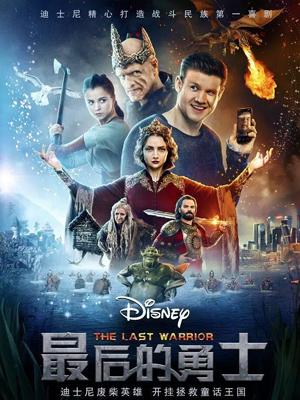 迪士尼精心打造战斗民族第一喜剧
Disney
THE LAST WARRIOR
最后的勇士
迪士尼废柴英雄 开挂拯救童话王国